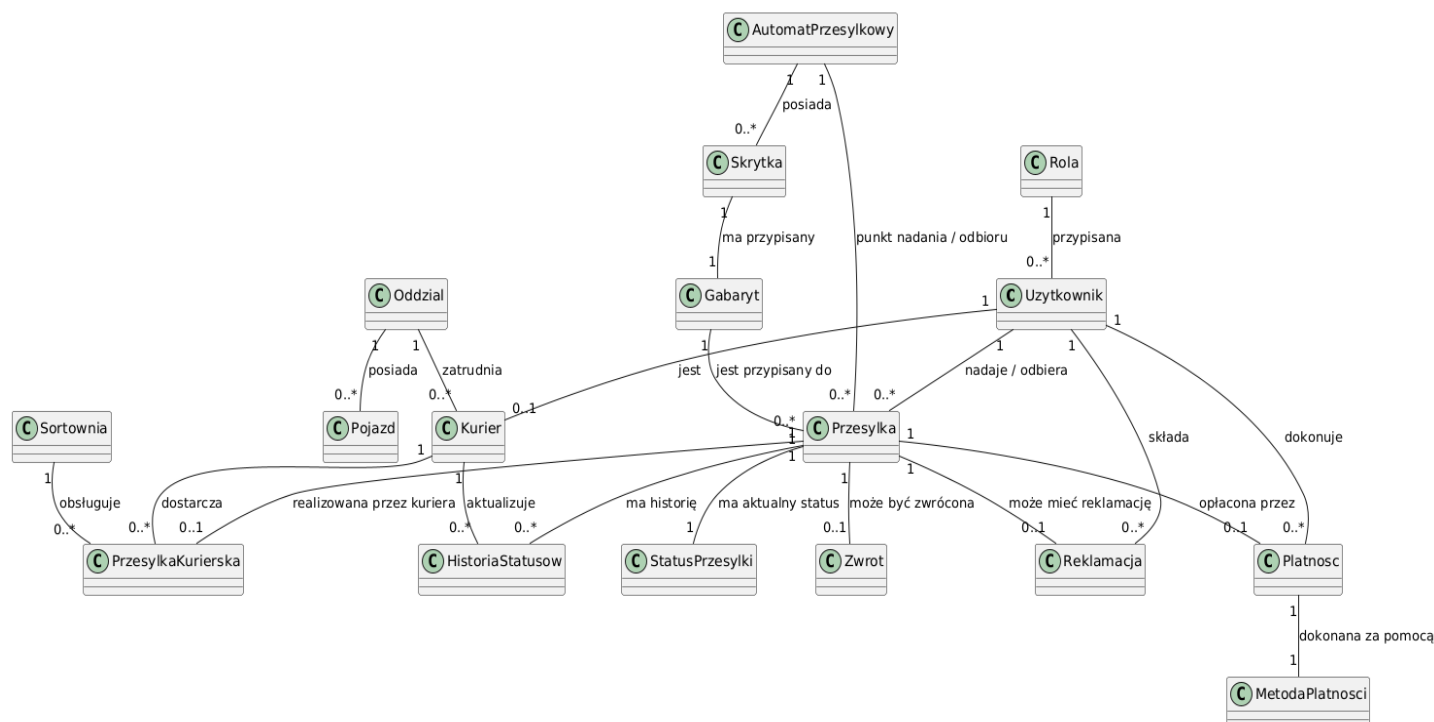 C AutomatPrzesylkowy
1 1
posiada
0..*
C Skrytka
C Rola
1 1
ma przypisany
punkt nadania / odbioru
przypisana
1 0..*
C Oddzial
C Gabaryt
C Uzytkownik
1
1 1 1 1 1 1
posiada
zatrudnia
jest
jest przypisany do
nadaje / odbiera
0..* 0..* 0..1 0..* 0..* 0..*
C Sortownia
C Pojazd
C Kurier
C Przesylka
składa
dokonuje
1 1 1 1 1 1 1 1 1
obsługuje
dostarcza
realizowana przez kuriera
aktualizuje
ma historię
ma aktualny status
może być zwrócona
może mieć reklamację
opłacona przez
0..* 0..* 0..1 0..* 0..* 1 0..1 0..1 0..* 0..1 0..*
C PrzesylkaKurierska
C HistoriaStatusow
C StatusPrzesylki
C Zwrot
C Reklamacja
C Platnosc
1
dokonana za pomocą
1
C MetodaPlatnosci